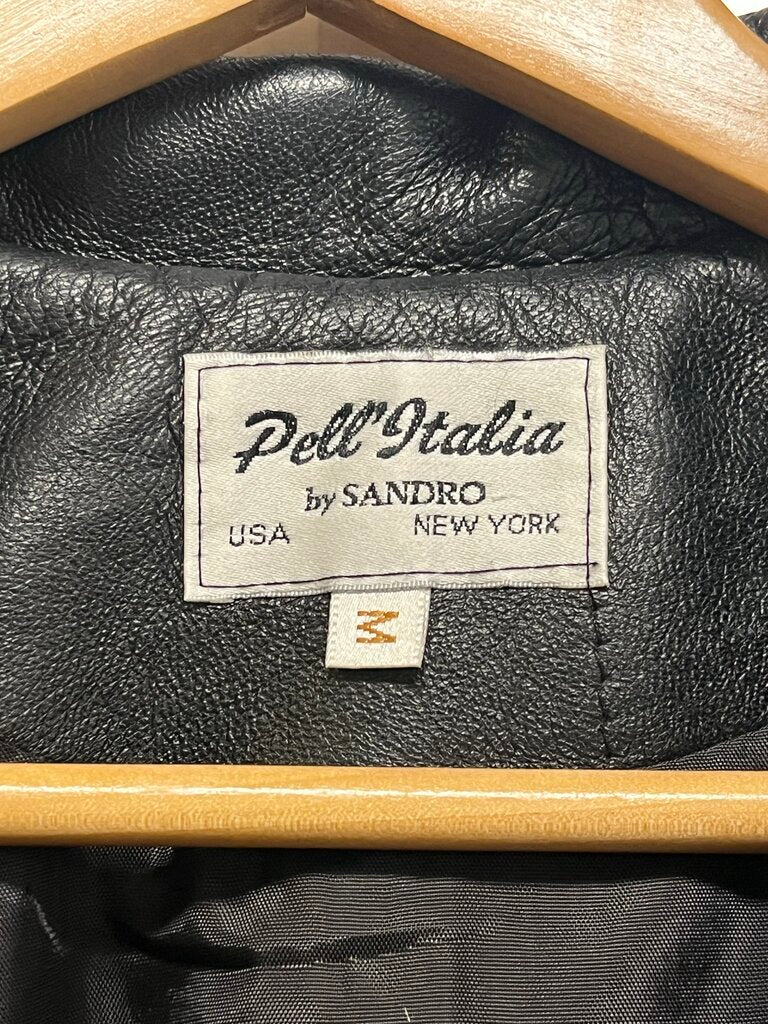 Pell'Italia
by SANDRO
USA NEW YORK
M